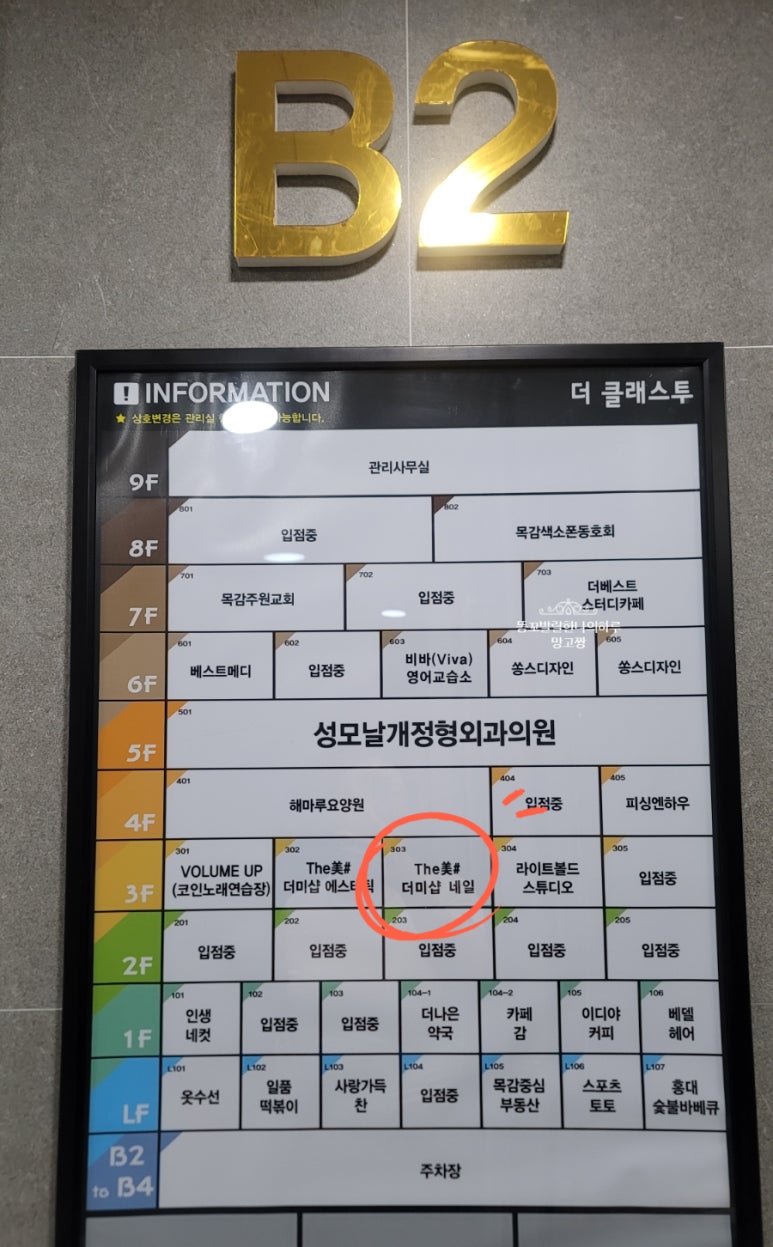 B2
INFORMATION
더 클래스투
★ 상호변경은 관리실 능합니다.
9F
관리사무실
8F
801
입점중
802
목감색소폰동호회
7F
701
목감주원교회
702
입점중
703
더베스트
스터디카페
6F
601
베스트메디
602
입점중
603
비바(Viva)
영어교습소
604
쏭스디자인
605
쏭스디자인
5F
501
성모날개정형외과의원
4F
401
해마루요양원
404
입점중
405
피싱엔하우
3F
301
VOLUME UP
(코인노래연습장)
302
The美#
더미샵 에스테틱
303
The美#
더미샵 네일
304
라이트볼드
스튜디오
305
입점중
2F
201
입점중
202
입점중
203
입점중
204
입점중
205
입점중
1F
101
인생
네컷
102
입점중
103
입점중
104-1
더나은
약국
104-2
카페
감
105
이디야
커피
106
베델
헤어
LF
L101
옷수선
L102
일품
떡볶이
L103
사랑가득
찬
L104
입점중
L105
목감중심
부동산
L106
스포츠
토토
L107
홍대
숯불바베큐
B2
to B4
주차장
망고짱